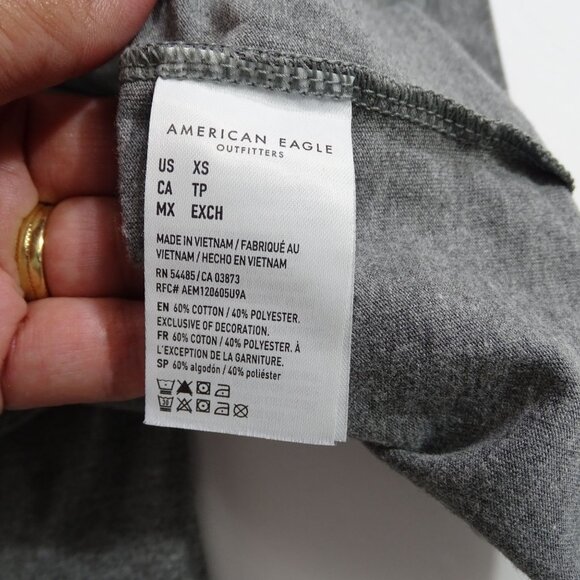 AMERICAN EAGLE
OUTFITTERS
US XS
CA TP
MX EXCH
MADE IN VIETNAM / FABRIQUÉ AU
VIETNAM / HECHO EN VIETNAM
RN 54485/CA 03873
RFC# AEM120605U9A
EN 60% COTTON / 40% POLYESTER.
EXCLUSIVE OF DECORATION.
FR 60% COTON / 40% POLYESTER. À
L'EXCEPTION DE LA GARNITURE.
SP 60% algodón / 40% poliéster